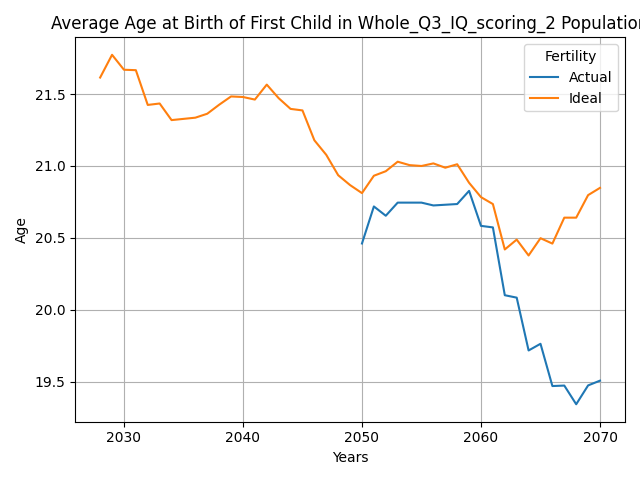 Average Age at Birth of First Child in Whole_Q3_IQ_scoring_2 Population
Fertility
Actual
Ideal
21.5
21.0
20.5
20.0
19.5
Age
2030 2040 2050 2060 2070
Years